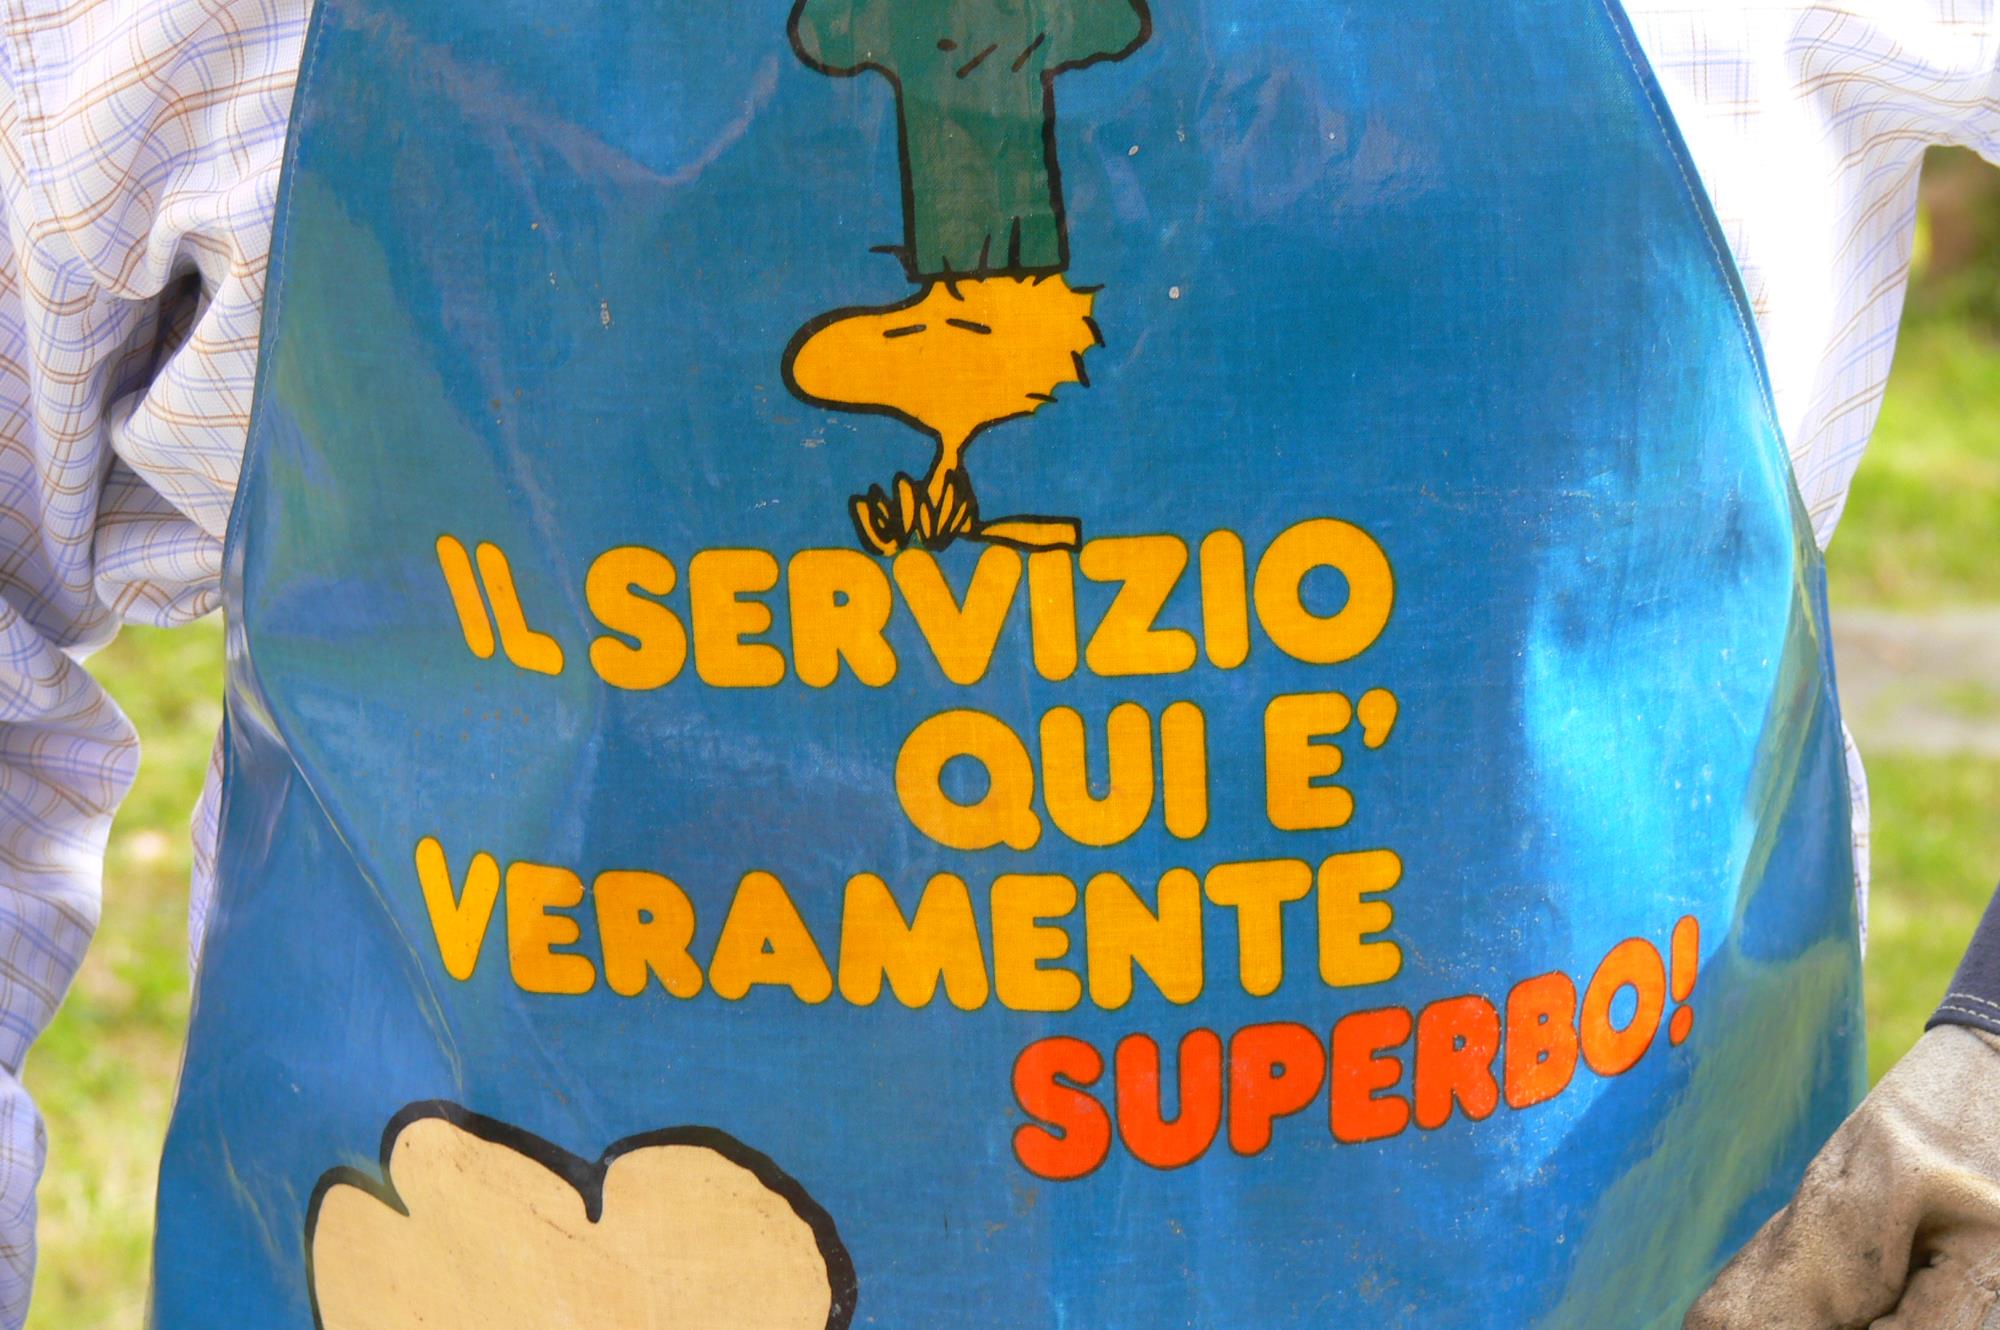 IL SERVIZIO
QUI E'
VERAMENTE
SUPERBO!